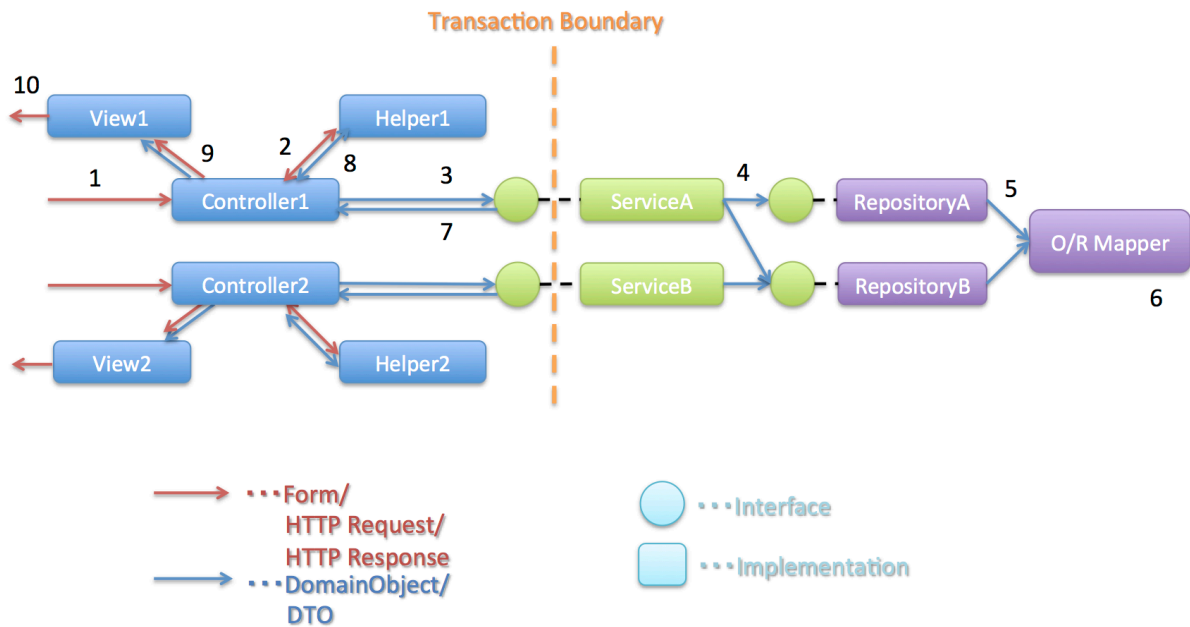 Transaction Boundary
10
View1
Helper1
9
2
8
1
3
4
5
Controller1
ServiceA
RepositoryA
7
O/R Mapper
Controller2
ServiceB
RepositoryB
6
View2
Helper2
･･･Form/
HTTP Request/
HTTP Response
･･･DomainObject/
DTO
･･･Interface
･･･Implementation